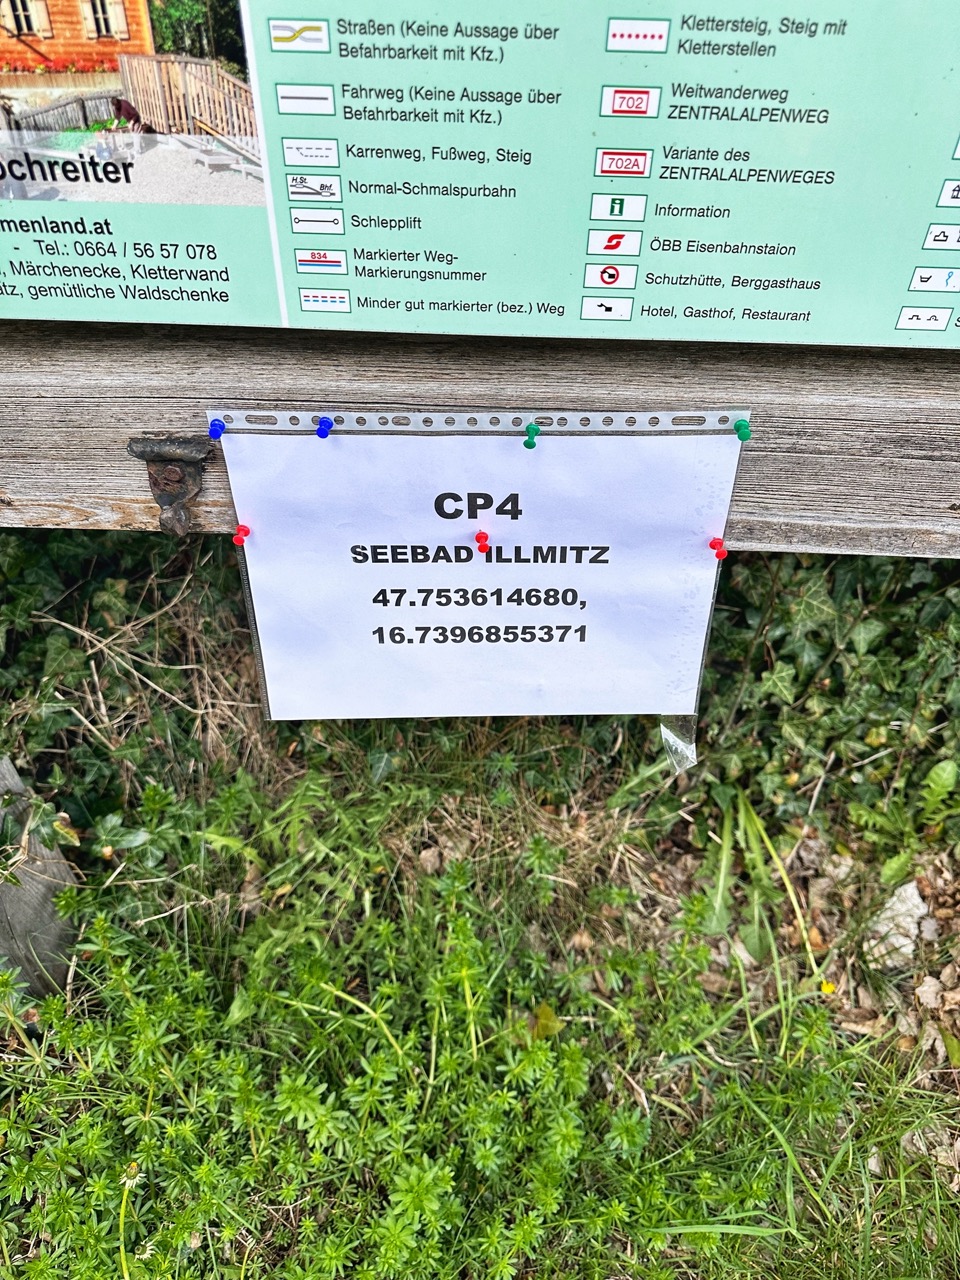 Straßen (Keine Aussage über
Befahrbarkeit mit Kfz.)
Fahrweg (Keine Aussage über
Befahrbarkeit mit Kfz.)
Karrenweg, Fußweg, Steig
H.St. Bhf.
Normal-Schmalspurbahn
Schlepplift
834
Markierter Weg-
Markierungsnummer
Minder gut markierter (bez.) Weg
Klettersteig, Steig mit
Kletterstellen
702
Weitwanderweg
ZENTRALALPENWEG
702A
Variante des
ZENTRALALPENWEGES
i
Information
ÖBB Eisenbahnstaion
Schutzhütte, Berggasthaus
Hotel, Gasthof, Restaurant
ochreiter
menland.at
- Tel.: 0664 / 56 57 078
, Märchenecke, Kletterwand
atz, gemütliche Waldschenke
CP4
SEEBAD ILLMITZ
47.753614680,
16.7396855371